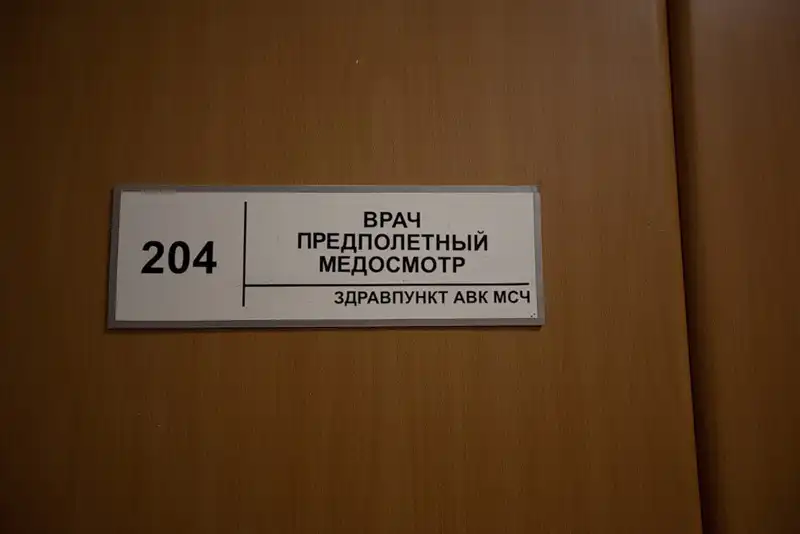 204
ВРАЧ
ПРЕДПОЛЕТНЫЙ
МЕДОСМОТР
ЗДРАВПУНКТ АВК МСЧ